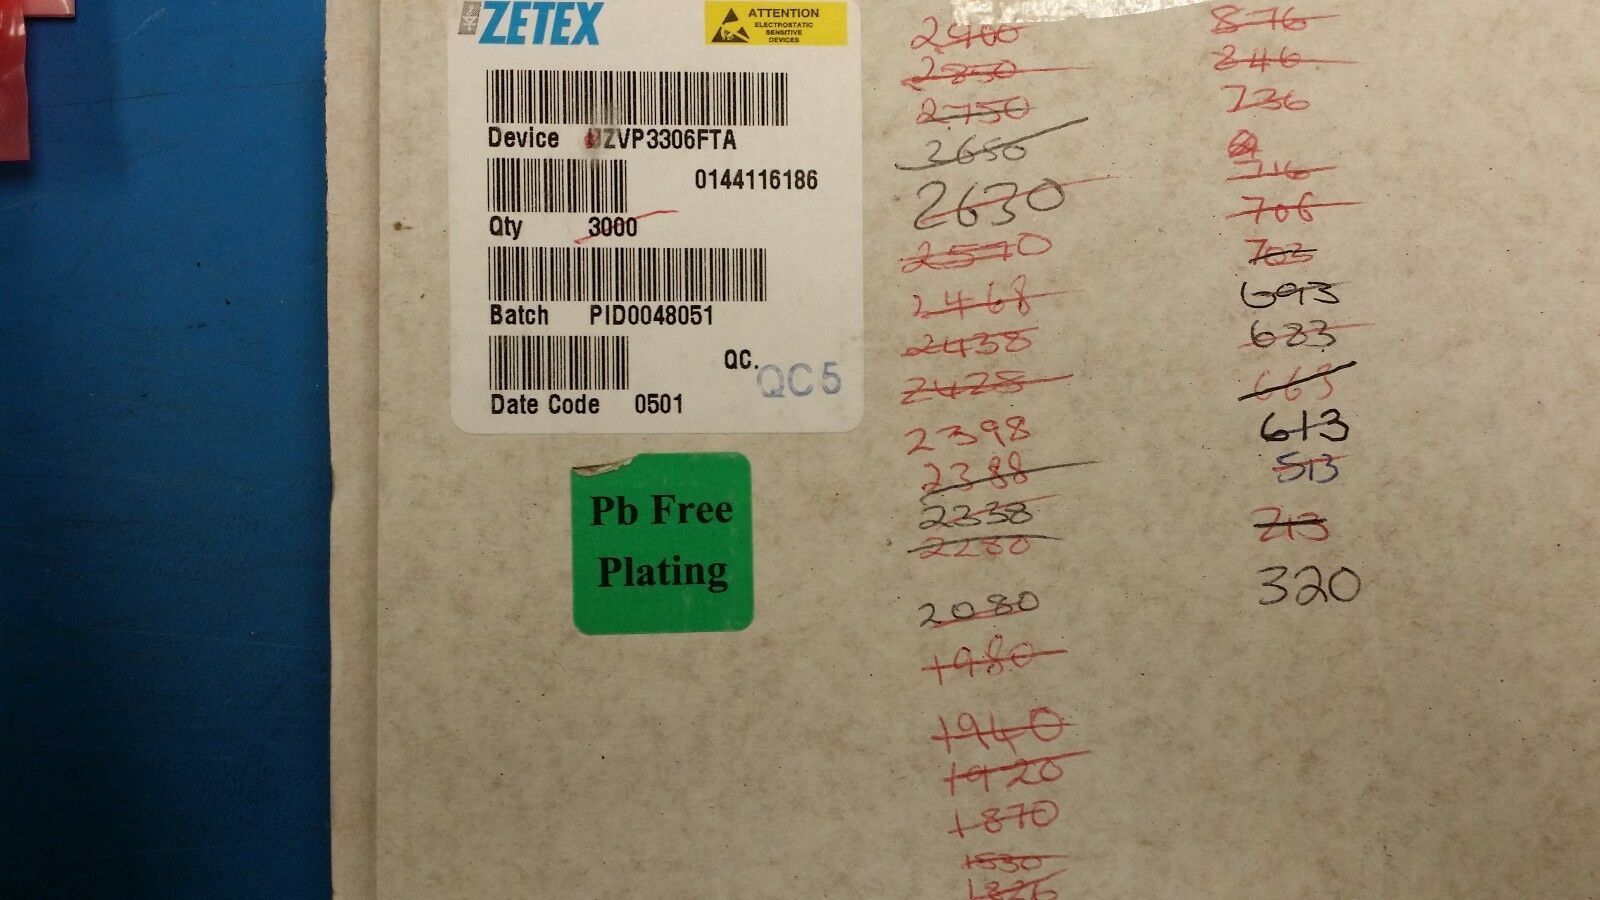 ZETEX
ATTENTION
ELECTROSTATIC
SENSITIVE
DEVICES
Device ZVP3306FTA
0144116186
Qty 3000
Batch PID0048051
QC.
QC5
Date Code 0501
Pb Free
Plating
2900
2850
2750
2650
2630
2570
2468
2438
2428
2398
2388
2338
2280
2080
1980
1940
1920
1870
1530
876
846
736
716
706
703
693
683
663
613
513
213
320